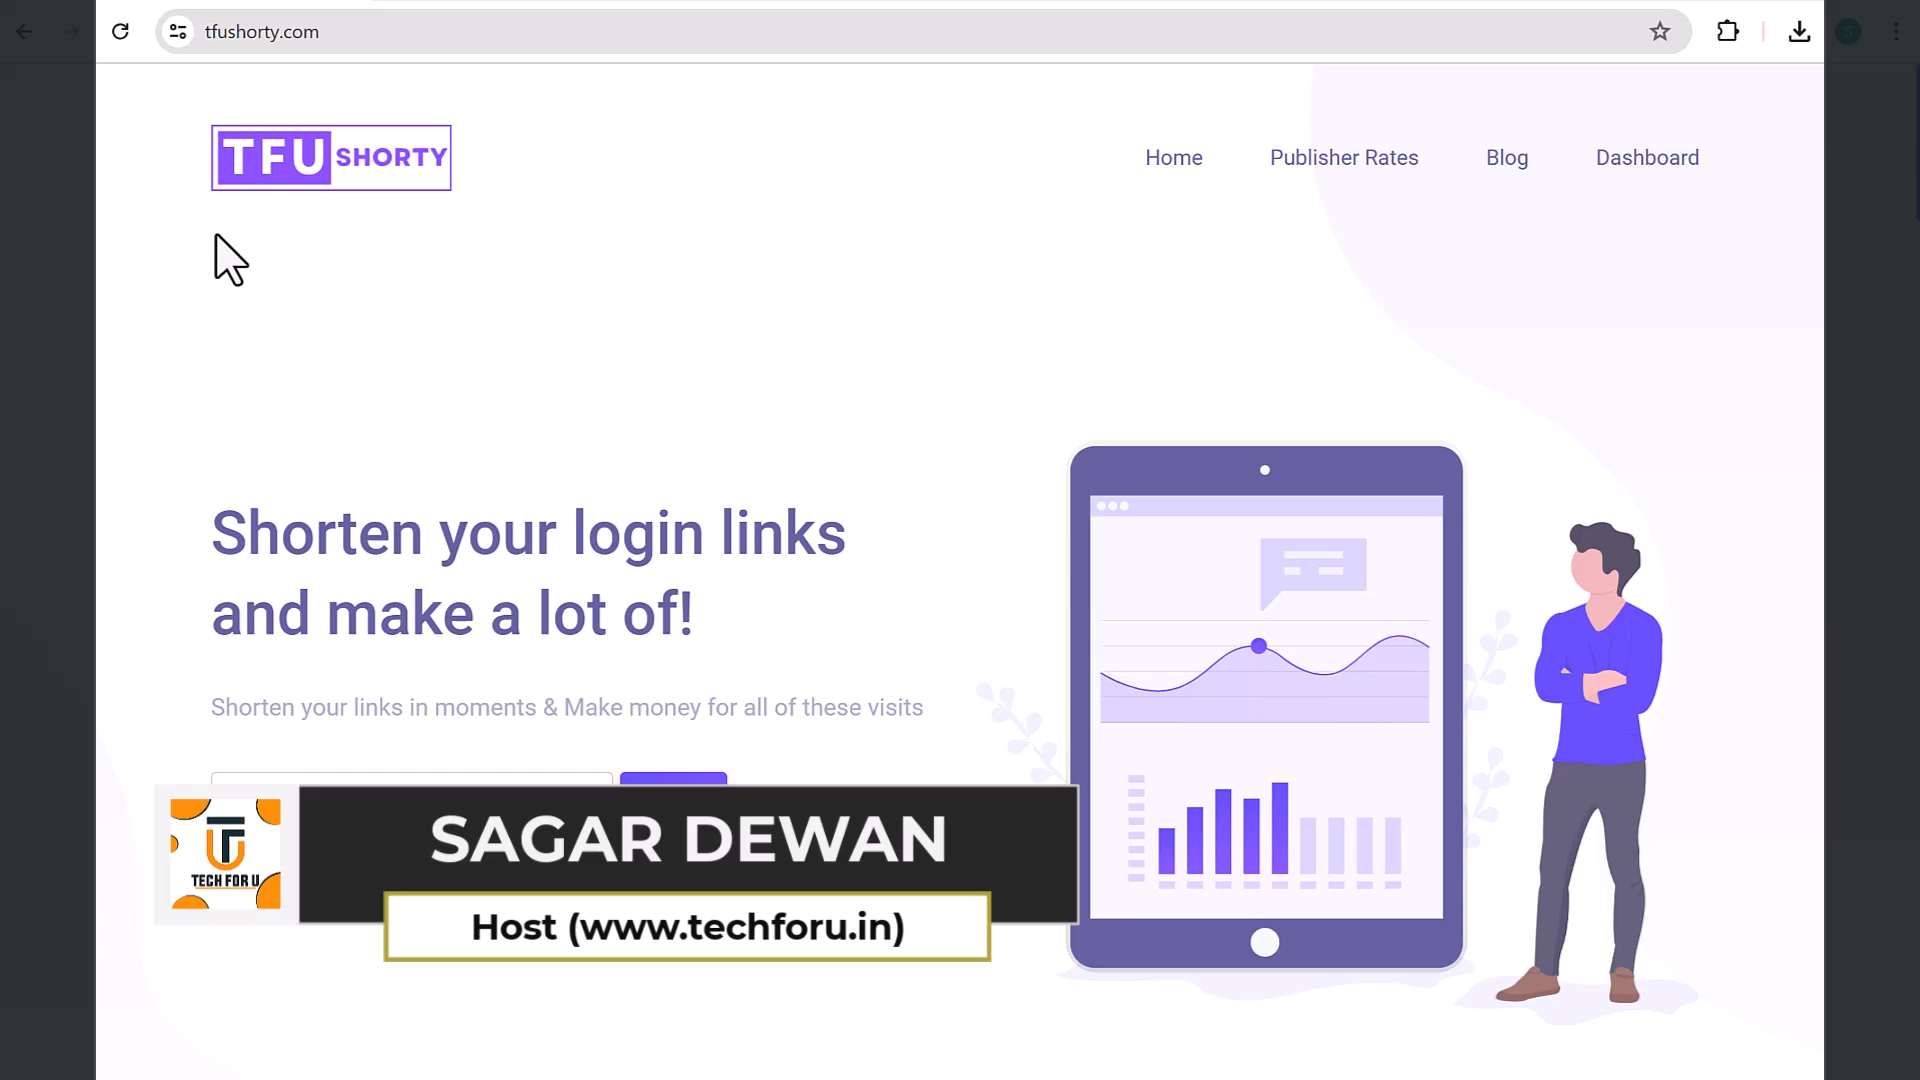 tfushorty.com
TFU SHORTY
Home Publisher Rates Blog Dashboard
Shorten your login links
and make a lot of!
Shorten your links in moments & Make money for all of these visits
TECH FOR U
SAGAR DEWAN
Host (www.techforu.in)